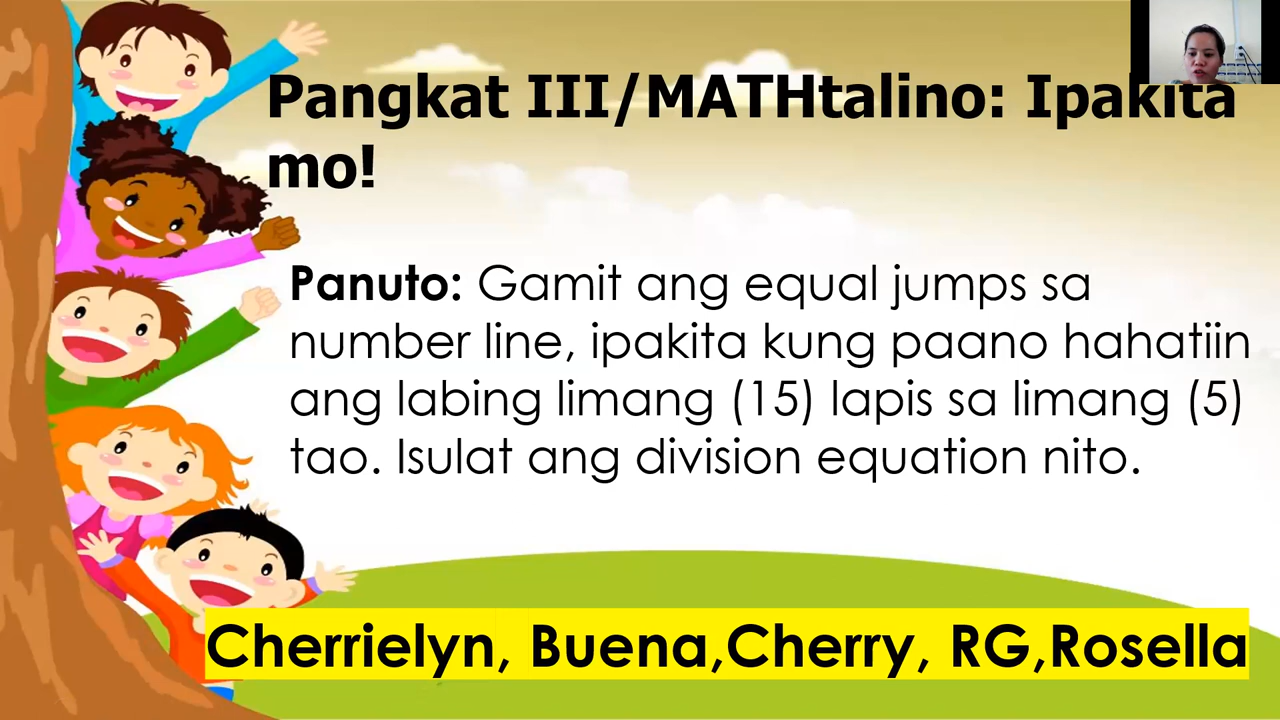 Pangkat III/MATHtalino: Ipakita
mo!
Panuto: Gamit ang equal jumps sa
number line, ipakita kung paano hahatiin
ang labing limang (15) lapis sa limang (5)
tao. Isulat ang division equation nito.
Cherrielyn, Buena,Cherry, RG,Rosella